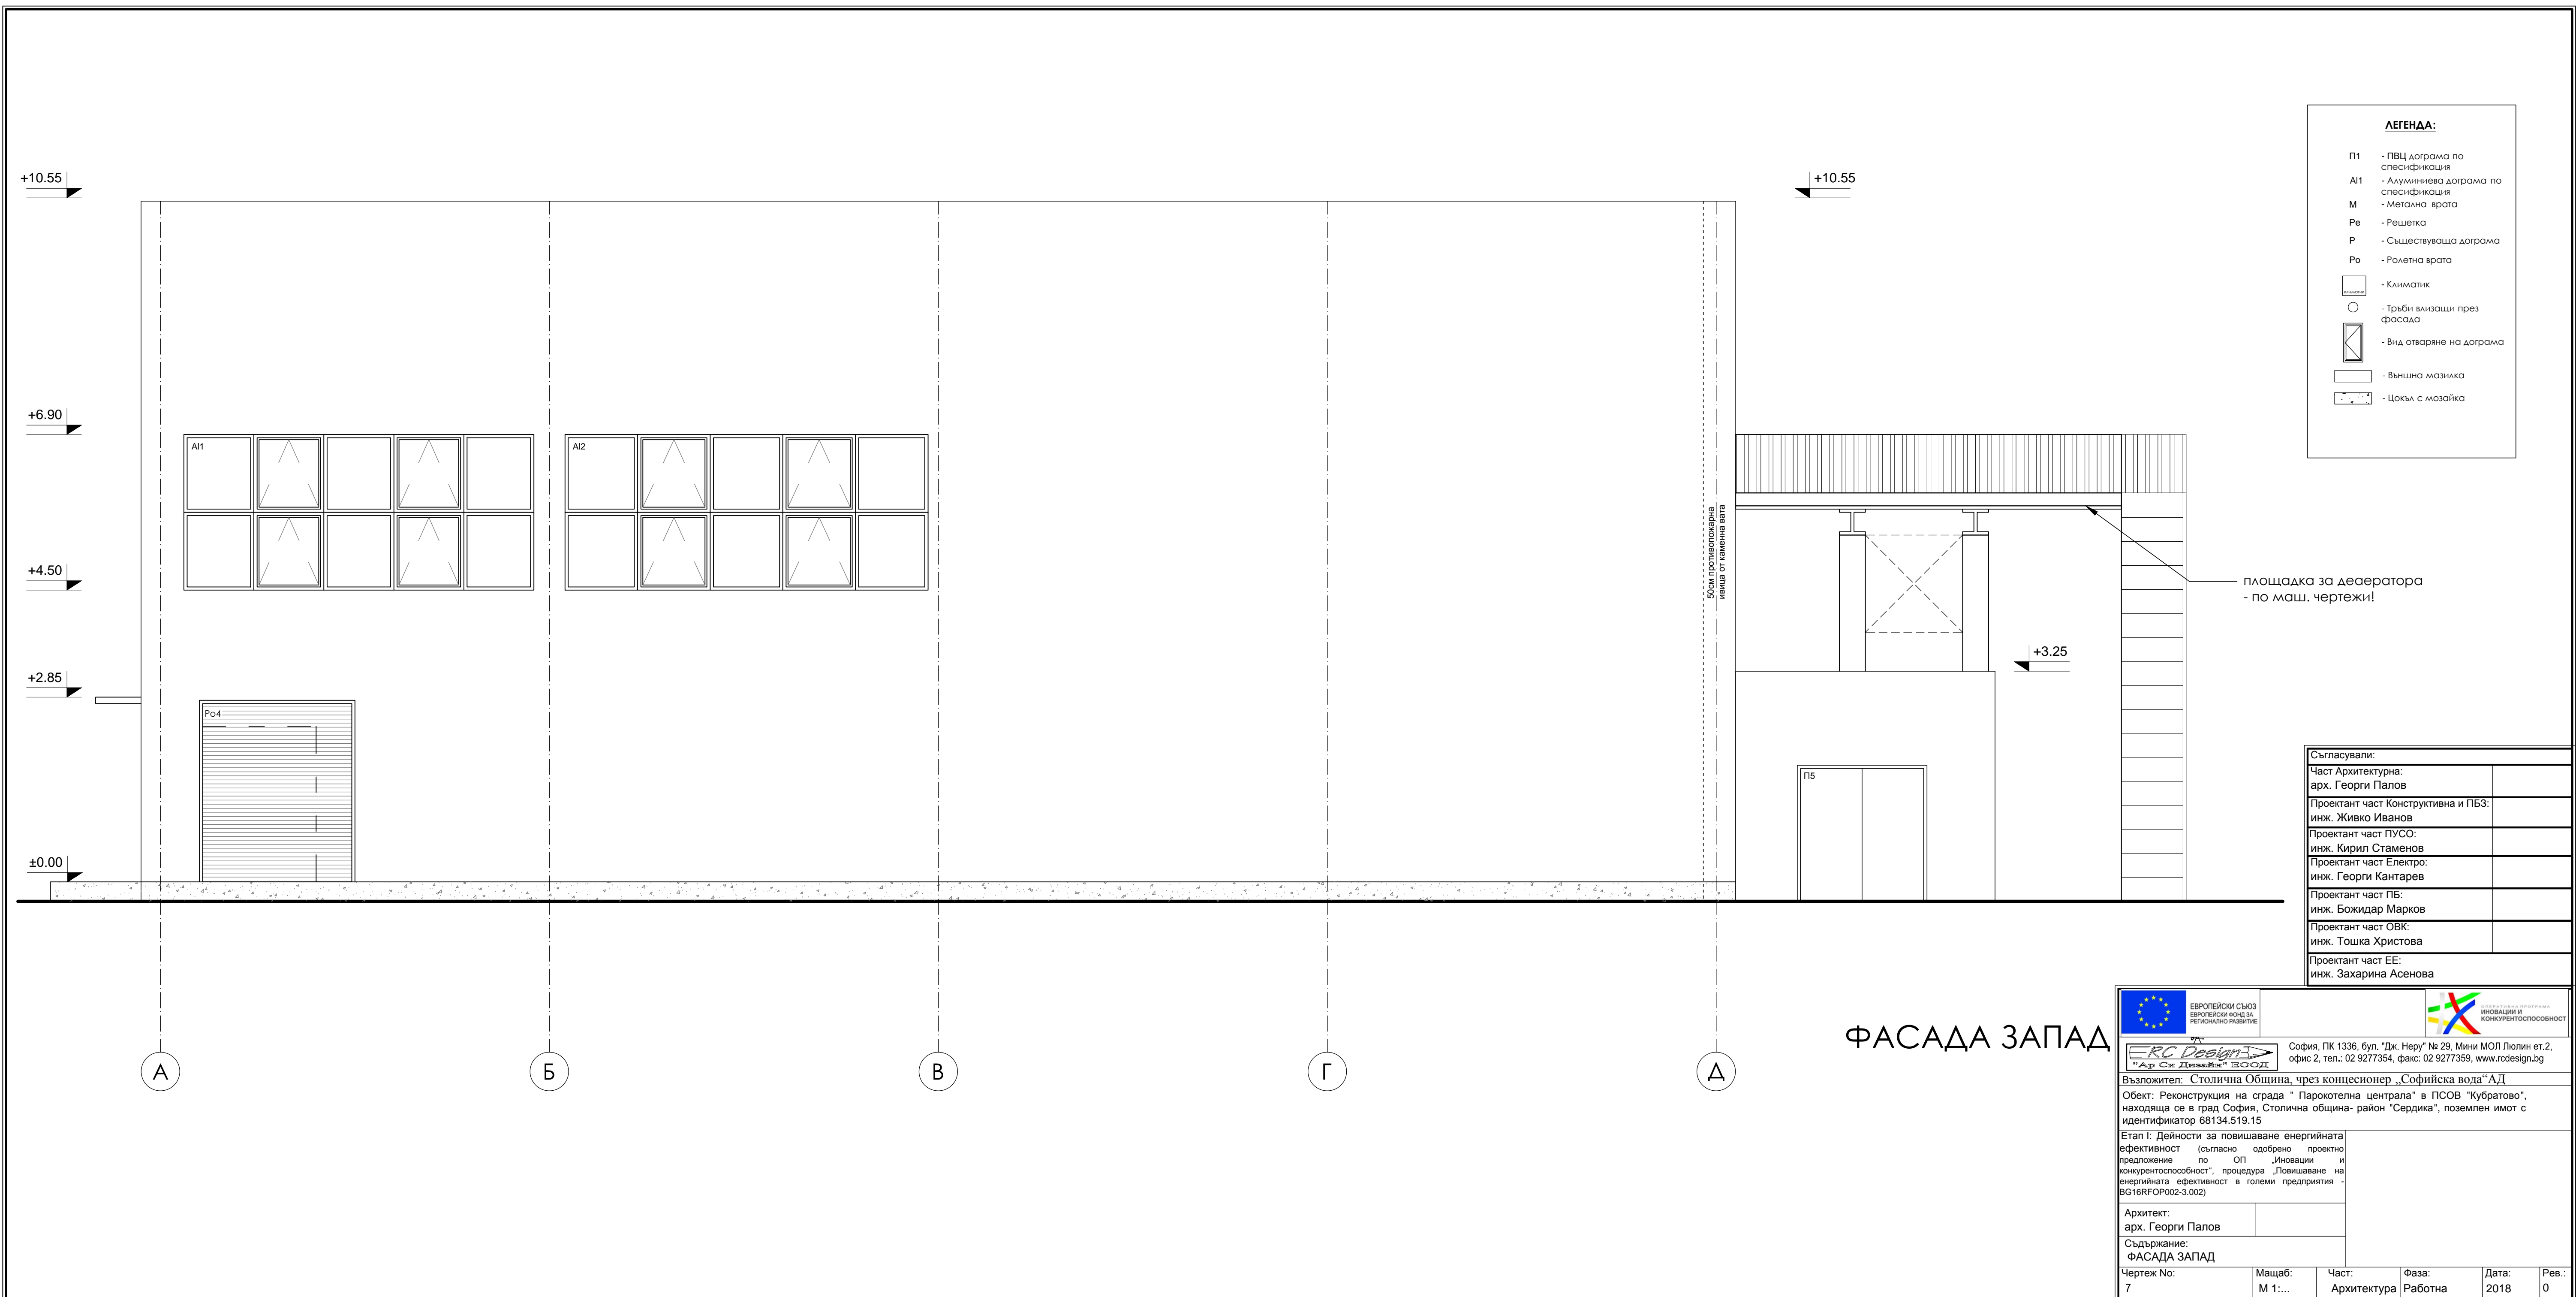 +10.55
+10.55
+6.90
+4.50
+2.85
±0.00
+3.25
Al1
Al2
Ро4
П5
50см противопожарна
ивица от каменна вата
площадка за деаератора
- по маш. чертежи!
А
Б
В
Г
Д
ФАСАДА ЗАПАД
ЛЕГЕНДА:
П1 - ПВЦ дограма по
спесификация
Al1 - Алуминиева дограма по
спесификация
М - Метална врата
Ре - Решетка
Р - Съществуваща дограма
Ро - Ролетна врата
- Климатик
- Тръби влизащи през
фасада
- Вид отваряне на дограма
- Външна мазилка
- Цокъл с мозайка
Съгласували:
Част Архитектурна:
арх. Георги Палов
Проектант част Конструктивна и ПБЗ:
инж. Живко Иванов
Проектант част ПУСО:
инж. Кирил Стаменов
Проектант част Електро:
инж. Георги Кантарев
Проектант част ПБ:
инж. Божидар Марков
Проектант част ОВК:
инж. Тошка Христова
Проектант част ЕЕ:
инж. Захарина Асенова
ЕВРОПЕЙСКИ СЪЮЗ
ЕВРОПЕЙСКИ ФОНД ЗА
РЕГИОНАЛНО РАЗВИТИЕ
ОПЕРАТИВНА ПРОГРАМА
ИНОВАЦИИ И
КОНКУРЕНТОСПОСОБНОСТ
RC Design
"Ар Си Дизайн" ЕООД
София, ПК 1336, бул. "Дж. Неру" № 29, Мини МОЛ Люлин ет.2,
офис 2, тел.: 02 9277354, факс: 02 9277359, www.rcdesign.bg
Възложител: Столична Община, чрез концесионер „Софийска вода“АД
Обект: Реконструкция на сграда " Парокотелна централа" в ПСОВ "Кубратово",
находяща се в град София, Столична община- район "Сердика", поземлен имот с
идентификатор 68134.519.15
Етап I: Дейности за повишаване енергийната
ефективност (съгласно одобрено проектно
предложение по ОП „Иновации и
конкурентоспособност“, процедура „Повишаване на
енергийната ефективност в големи предприятия -
BG16RFOP002-3.002)
Архитект:
арх. Георги Палов
Съдържание:
ФАСАДА ЗАПАД
Чертеж No: Мащаб: Част: Фаза: Дата: Рев.:
7 М 1:... Архитектура Работна 2018 0